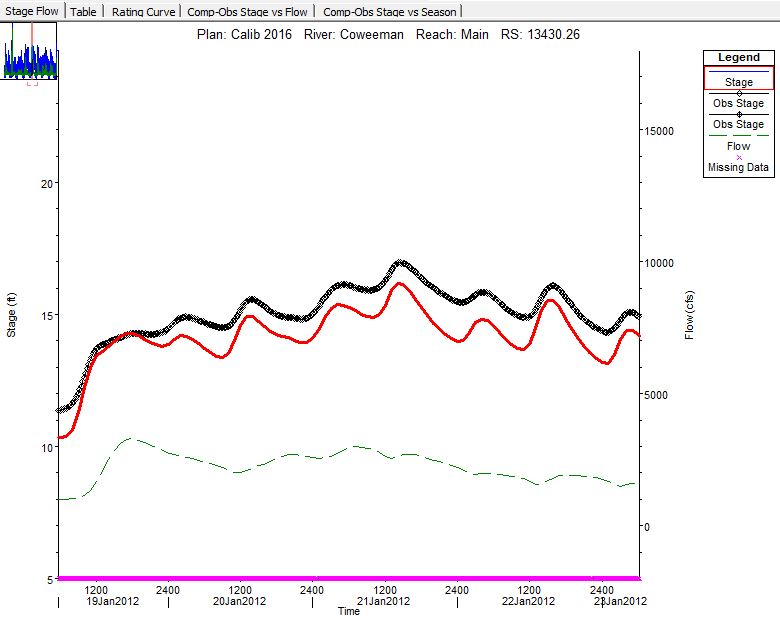 Stage Flow Table Rating Curve Comp-Obs Stage vs Flow Comp-Obs Stage vs Season
Plan: Calib 2016 River: Coweeman Reach: Main RS: 13430.26
Legend
Stage
Obs Stage
Obs Stage
Flow
Missing Data
Stage (ft)
20
15
10
5
15000
10000
5000
0
Flow (cfs)
1200 2400 1200 2400 1200 2400 1200 2400
19Jan2012 20Jan2012 21Jan2012 22Jan2012 23Jan2012
Time